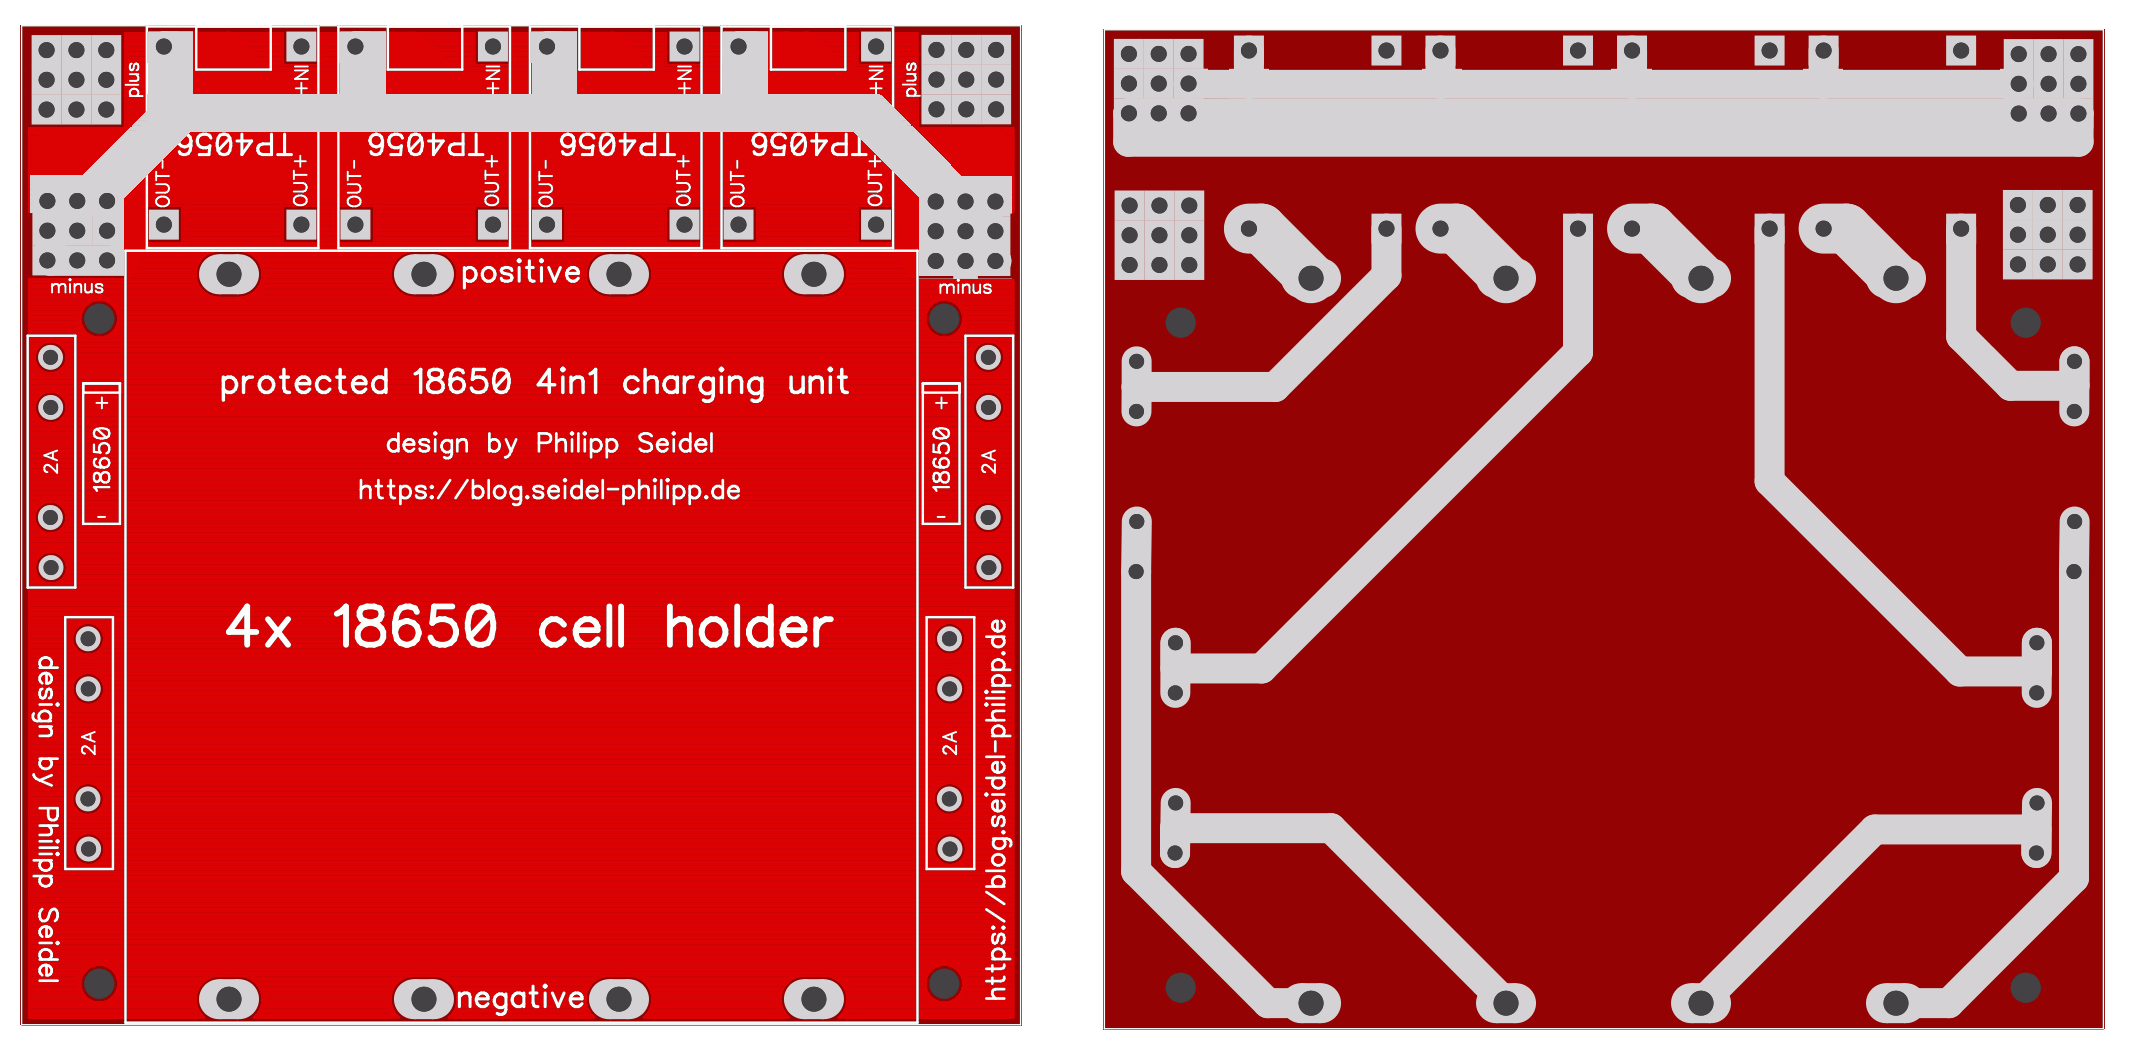 plus
IN+
IN+
IN+
IN+
plus
TP4056
TP4056
TP4056
TP4056
OUT-
OUT+
OUT-
OUT+
OUT-
OUT+
OUT-
OUT+
minus
positive
minus
protected 18650 4in1 charging unit
design by Philipp Seidel
https://blog.seidel-philipp.de
2A
- 18650 +
- 18650 +
2A
4x 18650 cell holder
design by Philipp Seidel
2A
2A
https://blog.seidel-philipp.de
negative